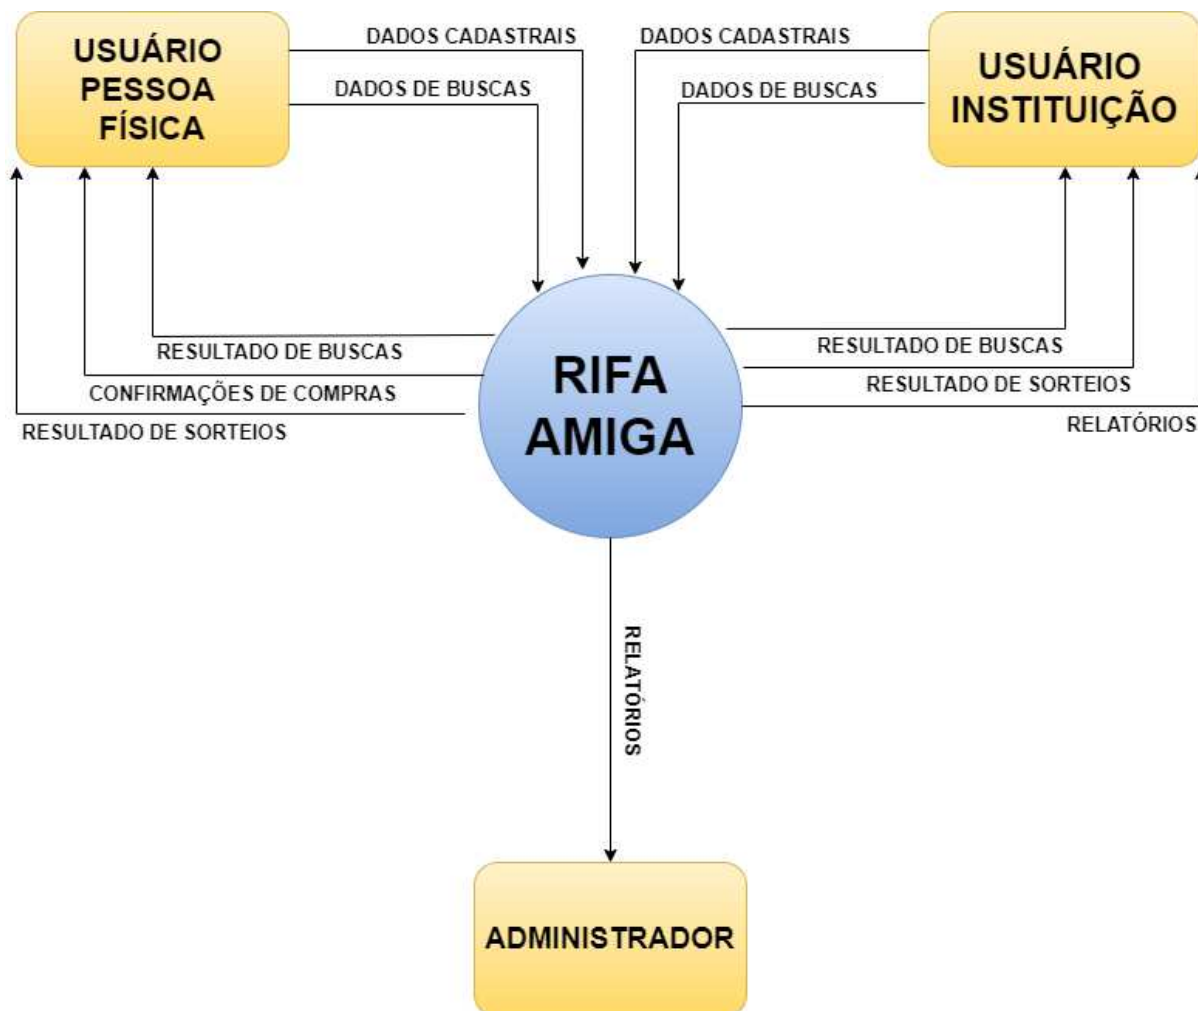 USUÁRIO
PESSOA
FÍSICA
DADOS CADASTRAIS
DADOS DE BUSCAS
DADOS CADASTRAIS
DADOS DE BUSCAS
USUÁRIO
INSTITUIÇÃO
RESULTADO DE BUSCAS
CONFIRMAÇÕES DE COMPRAS
RESULTADO DE SORTEIOS
RIFA
AMIGA
RESULTADO DE BUSCAS
RESULTADO DE SORTEIOS
RELATÓRIOS
RELATÓRIOS
ADMINISTRADOR